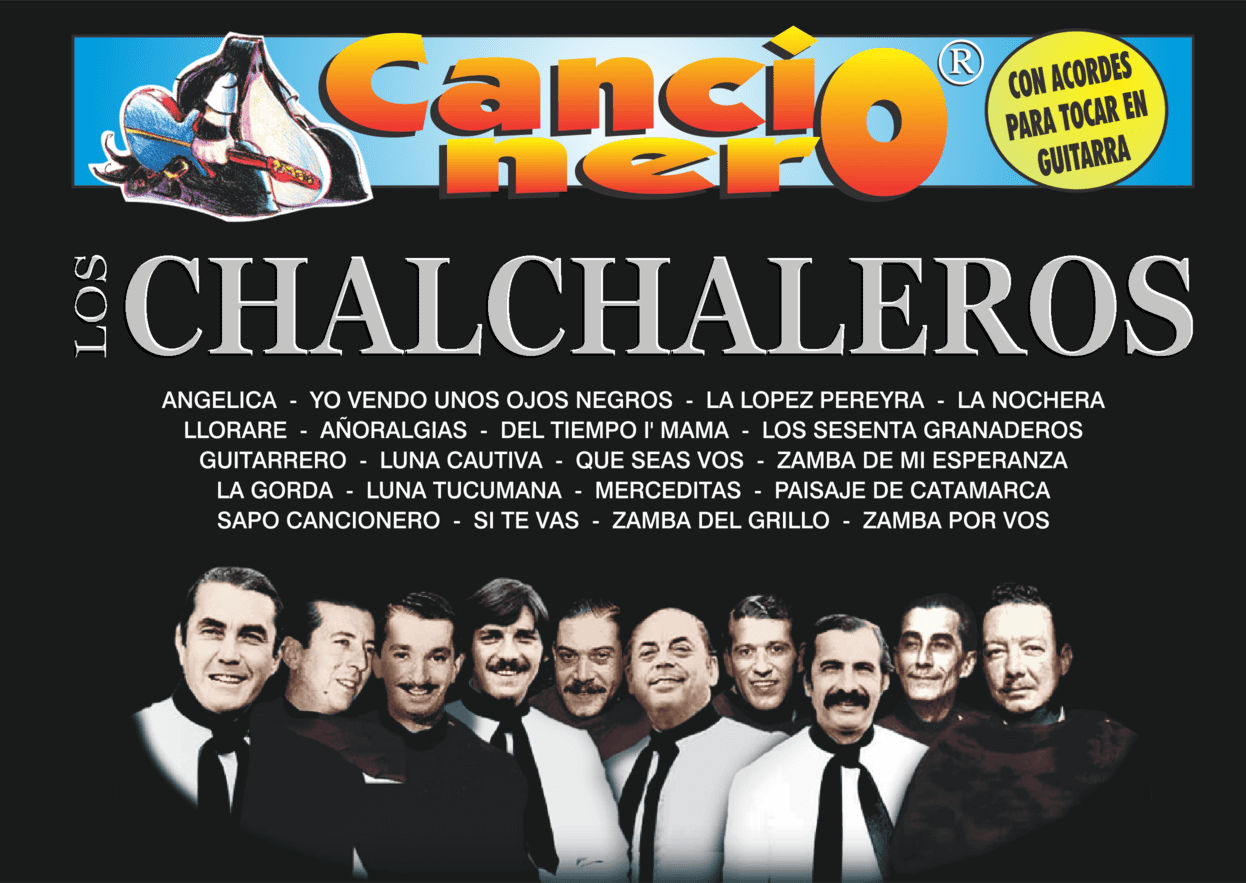 Cancionero®
CON ACORDES
PARA TOCAR EN
GUITARRA
LOS CHALCHALEROS
ANGELICA - YO VENDO UNOS OJOS NEGROS - LA LOPEZ PEREYRA - LA NOCHERA
LLORARE - AÑORALGIAS - DEL TIEMPO I' MAMA - LOS SESENTA GRANADEROS
GUITARRERO - LUNA CAUTIVA - QUE SEAS VOS - ZAMBA DE MI ESPERANZA
LA GORDA - LUNA TUCUMANA - MERCEDITAS - PAISAJE DE CATAMARCA
SAPO CANCIONERO - SI TE VAS - ZAMBA DEL GRILLO - ZAMBA POR VOS